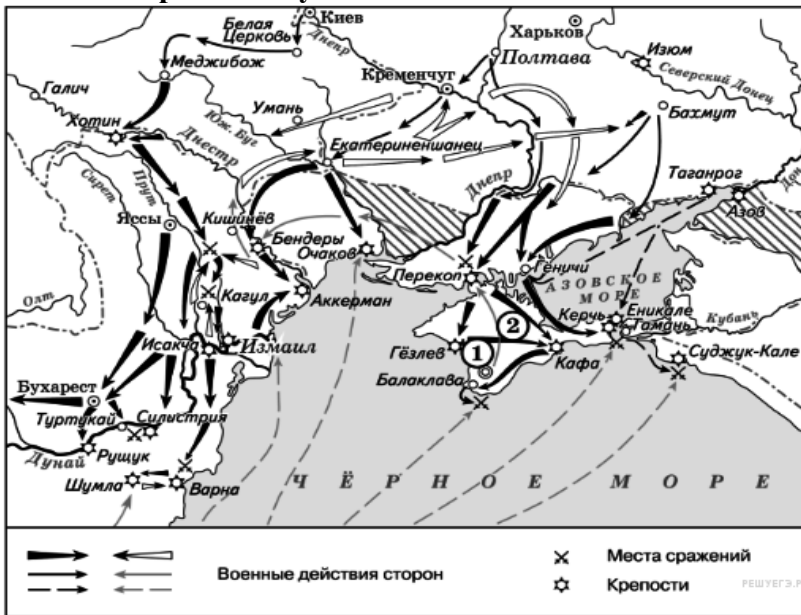 Белая
Церковь
Киев
Днепр
Харьков
Изюм
Меджибож
Полтава
Северский Донец
Кременчуг
Галич
Умань
Бахмут
Хотин
Юж. Буг
Днестр
Екатериненшанец
Таганрог
Дон
Сирет
Прут
Днепр
Азов
Яссы
Кишинёв
Бендеры
Очаков
Перекоп
Геничи
АЗОВСКОЕ
МОРЕ
Олт
Кагул
Аккерман
Еникале
Керчь
Тамань
Кубань
Исакча
Измаил
Гёзлев
1
2
Кафа
Суджук-Кале
Бухарест
Балаклава
Туртукай
Силыстрия
Дунай
Рущук
Шумла
Варна
ЧЁРНОЕ МОРЕ
Военные действия сторон
Места сражений
Крепости
РЕШУЕГЭ.Р